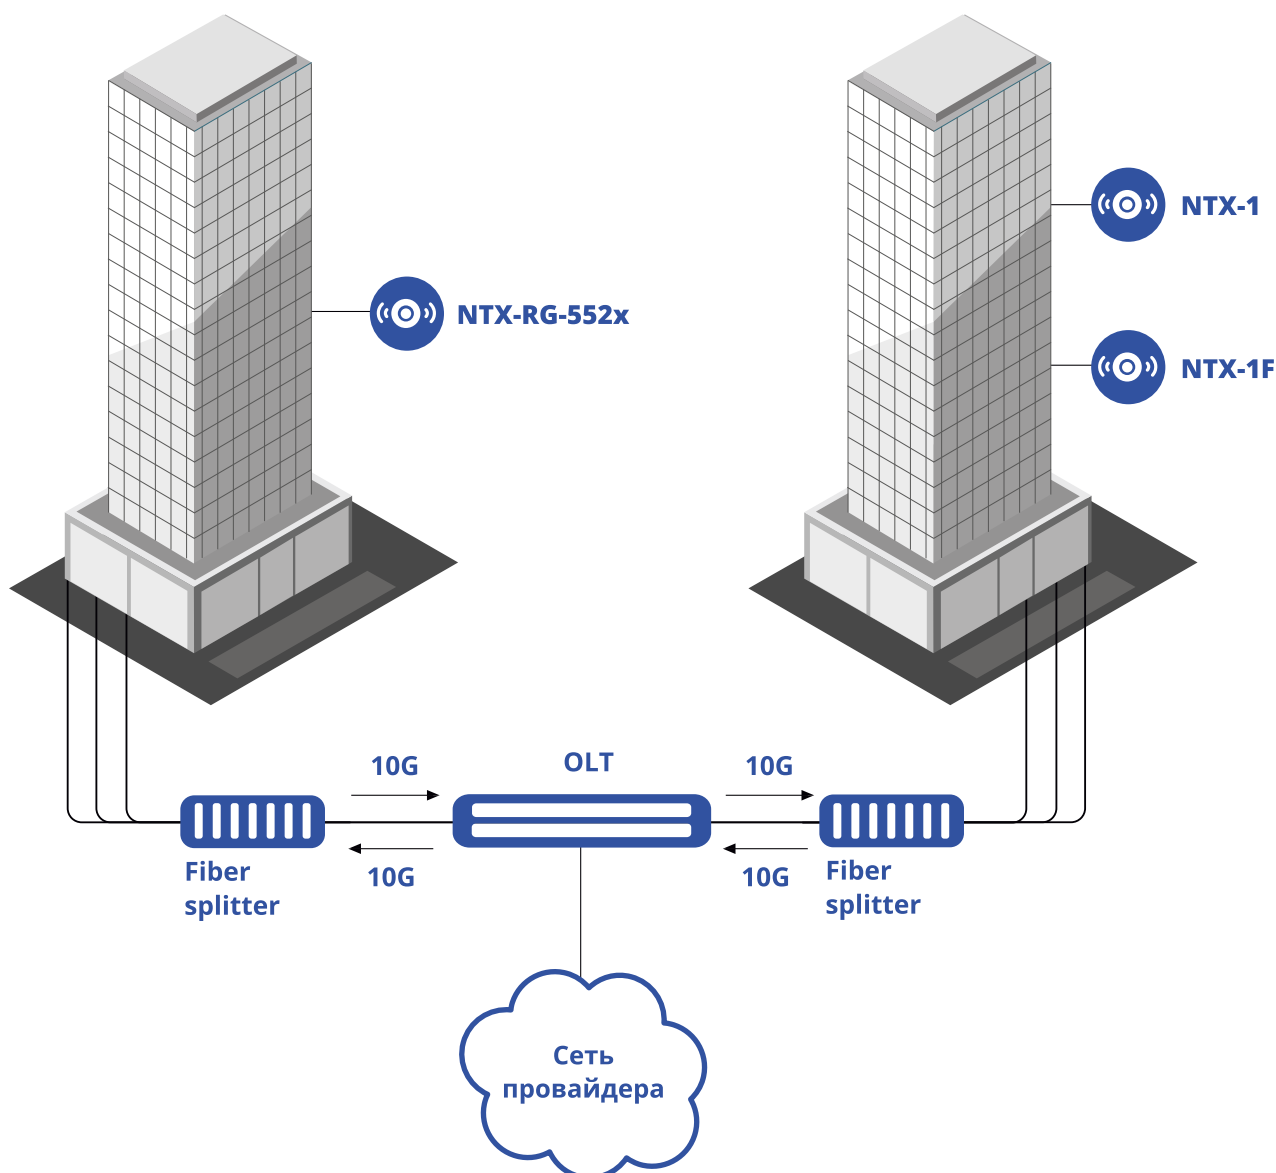 NTX-1
NTX-RG-552x
NTX-1F
10G
OLT
10G
10G
10G
Fiber
splitter
Fiber
splitter
Сеть
провайдера